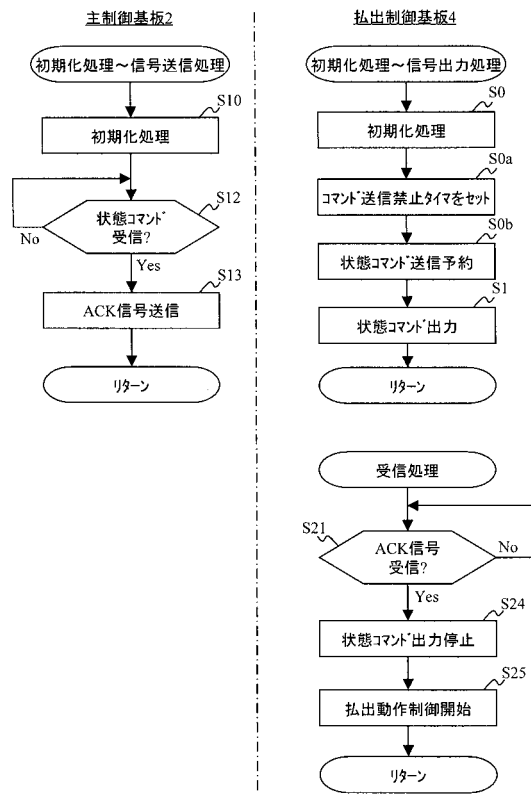 主制御基板2
初期化処理～信号送信処理
S10
初期化処理
S12
状態コマンド
受信?
No
Yes
S13
ACK信号送信
リターン
払出制御基板4
初期化処理～信号出力処理
S0
初期化処理
S0a
コマンド送信禁止タイマをセット
S0b
状態コマンド送信予約
S1
状態コマンド出力
リターン
受信処理
S21
ACK信号
受信?
No
Yes
S24
状態コマンド出力停止
S25
払出動作制御開始
リターン